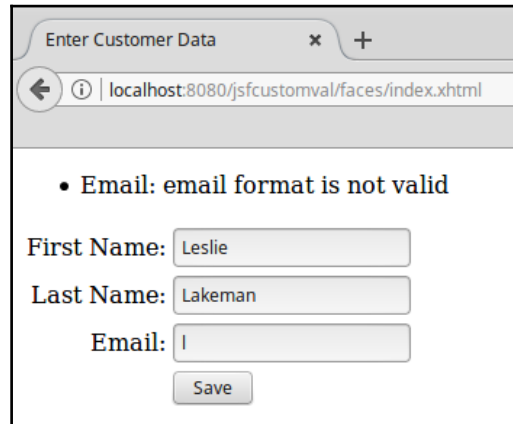 Enter Customer Data × +
localhost:8080/jsfcustomval/faces/index.xhtml
• Email: email format is not valid
First Name: Leslie
Last Name: Lakeman
Email: l
Save